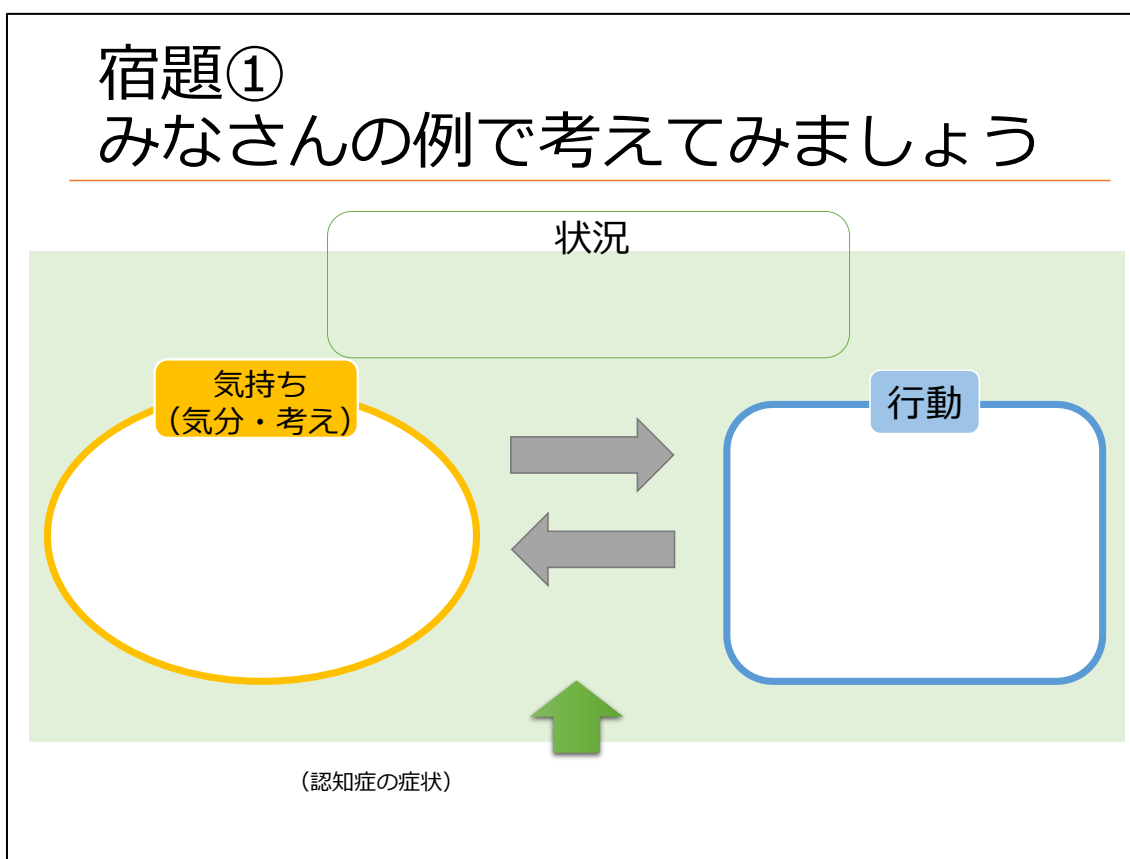 宿題①
みなさんの例で考えてみましょう
状況
気持ち
（気分・考え）
行動
（認知症の症状）